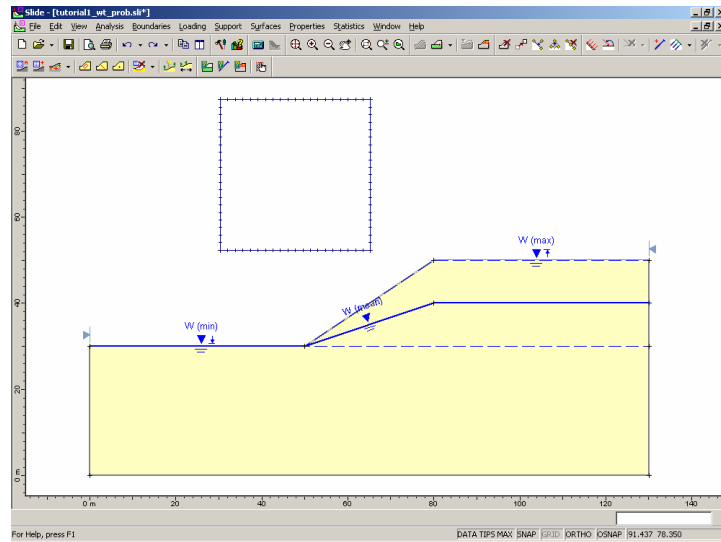 Slide - [tutorial1_wt_prob.sli*]
File Edit View Analysis Boundaries Loading Support Surfaces Properties Statistics Window Help
80
60
40
20
0 m
W (max)
W (mean)
W (min)
0 m 20 40 60 80 100 120 140
For Help, press F1 DATA TIPS MAX SNAP GRID ORTHO OSNAP 91.437 78.350